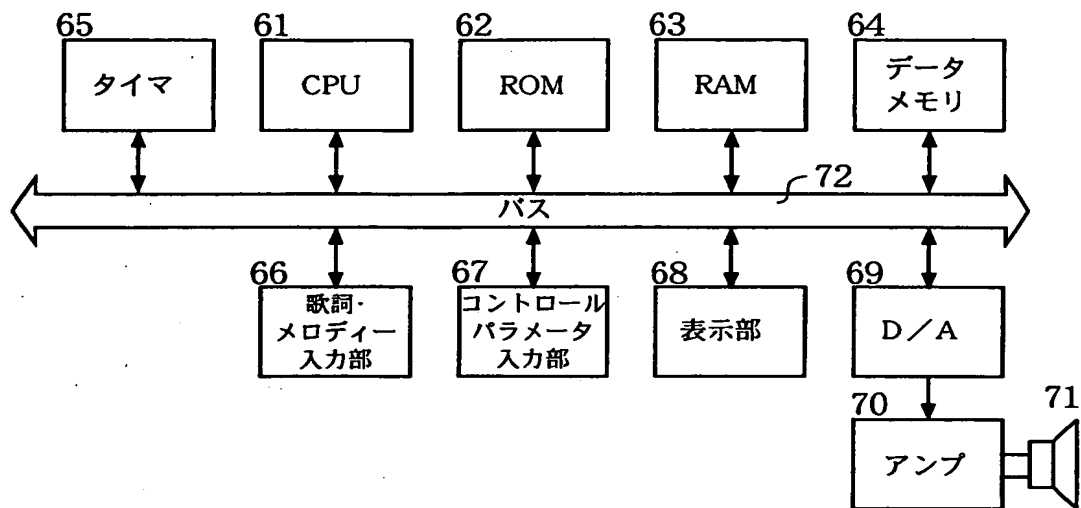 65
タイマ
61
CPU
62
ROM
63
RAM
64
データ
メモリ
72
バス
66
歌詞・
メロディー
入力部
67
コントロール
パラメータ
入力部
68
表示部
69
D/A
70
アンプ
71